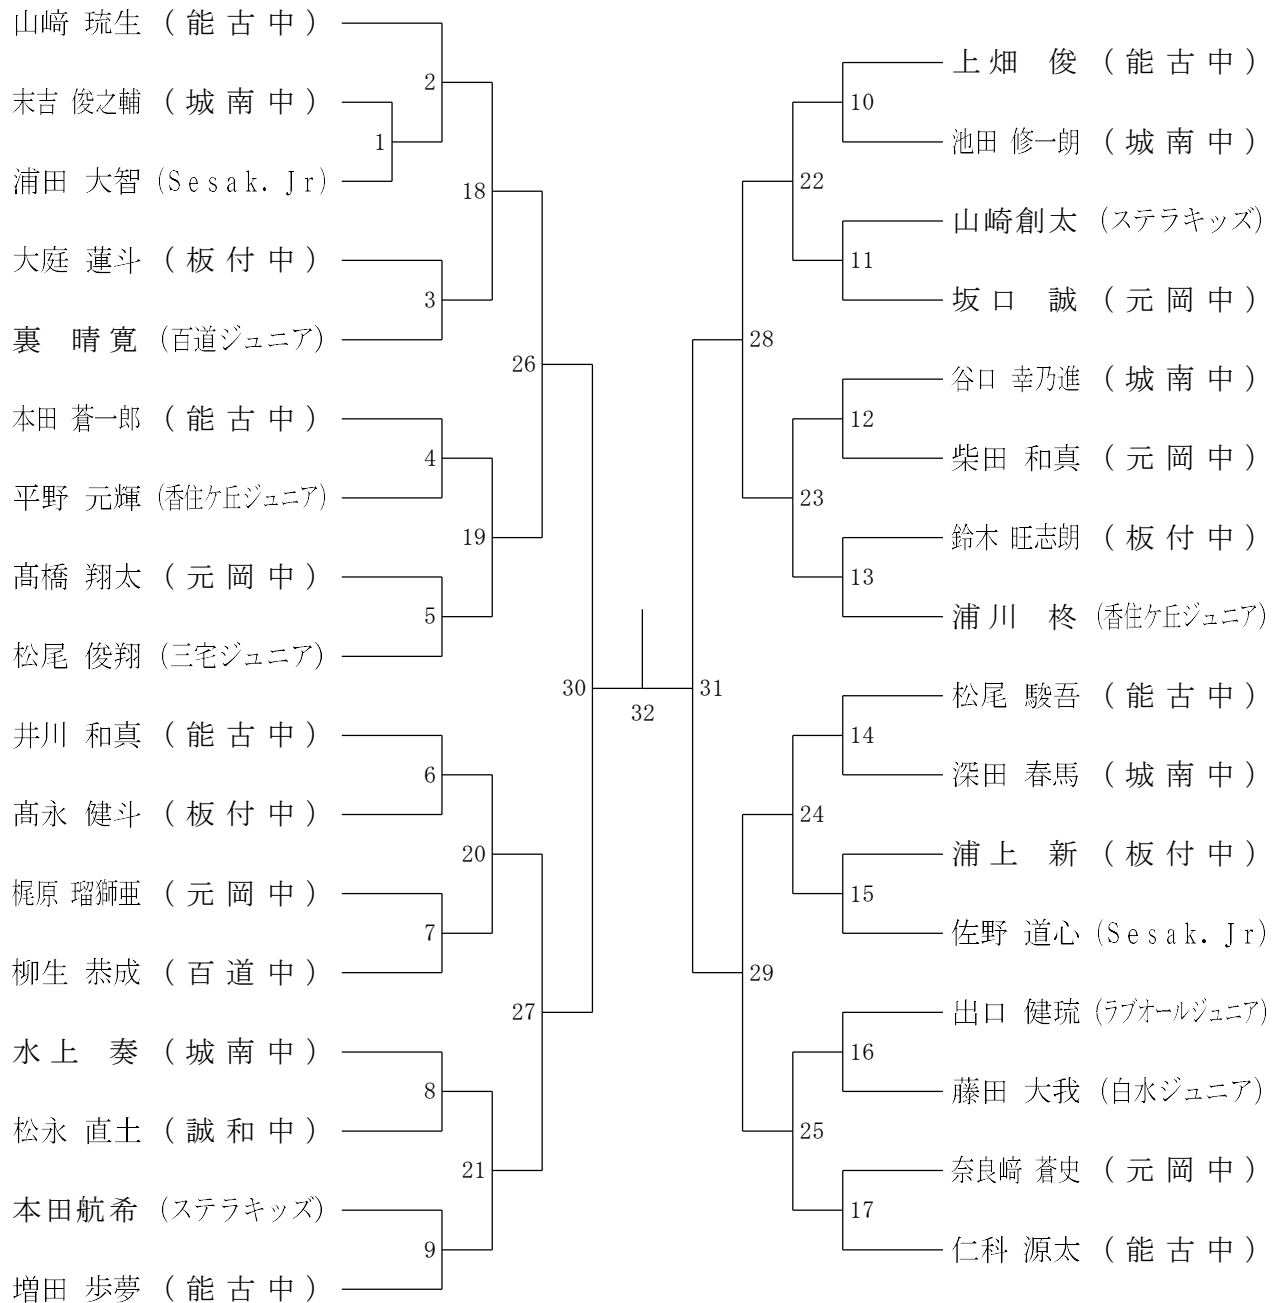 山﨑 琉生 (能古中)
末吉 俊之輔 (城南中)
浦田 大智 (Sesak. Jr)
大庭 蓮斗 (板付中)
裏 晴寛 (百道ジュニア)
本田 蒼一郎 (能古中)
平野 元輝 (香住ケ丘ジュニア)
髙橋 翔太 (元岡中)
松尾 俊翔 (三宅ジュニア)
井川 和真 (能古中)
髙永 健斗 (板付中)
梶原 瑠獅亜 (元岡中)
柳生 恭成 (百道中)
水上 奏 (城南中)
松永 直土 (誠和中)
本田航希 (ステラキッズ)
増田 歩夢 (能古中)
1
2
3
4
5
6
7
8
9
18
19
20
21
26
27
30
32
31
28
29
22
23
24
25
10
11
12
13
14
15
16
17
上畑 俊 (能古中)
池田 修一朗 (城南中)
山崎創太 (ステラキッズ)
坂口 誠 (元岡中)
谷口 幸乃進 (城南中)
柴田 和真 (元岡中)
鈴木 旺志朗 (板付中)
浦川 柊 (香住ケ丘ジュニア)
松尾 駿吾 (能古中)
深田 春馬 (城南中)
浦上 新 (板付中)
佐野 道心 (Sesak. Jr)
出口 健琉 (ラブオールジュニア)
藤田 大我 (白水ジュニア)
奈良﨑 蒼史 (元岡中)
仁科 源太 (能古中)